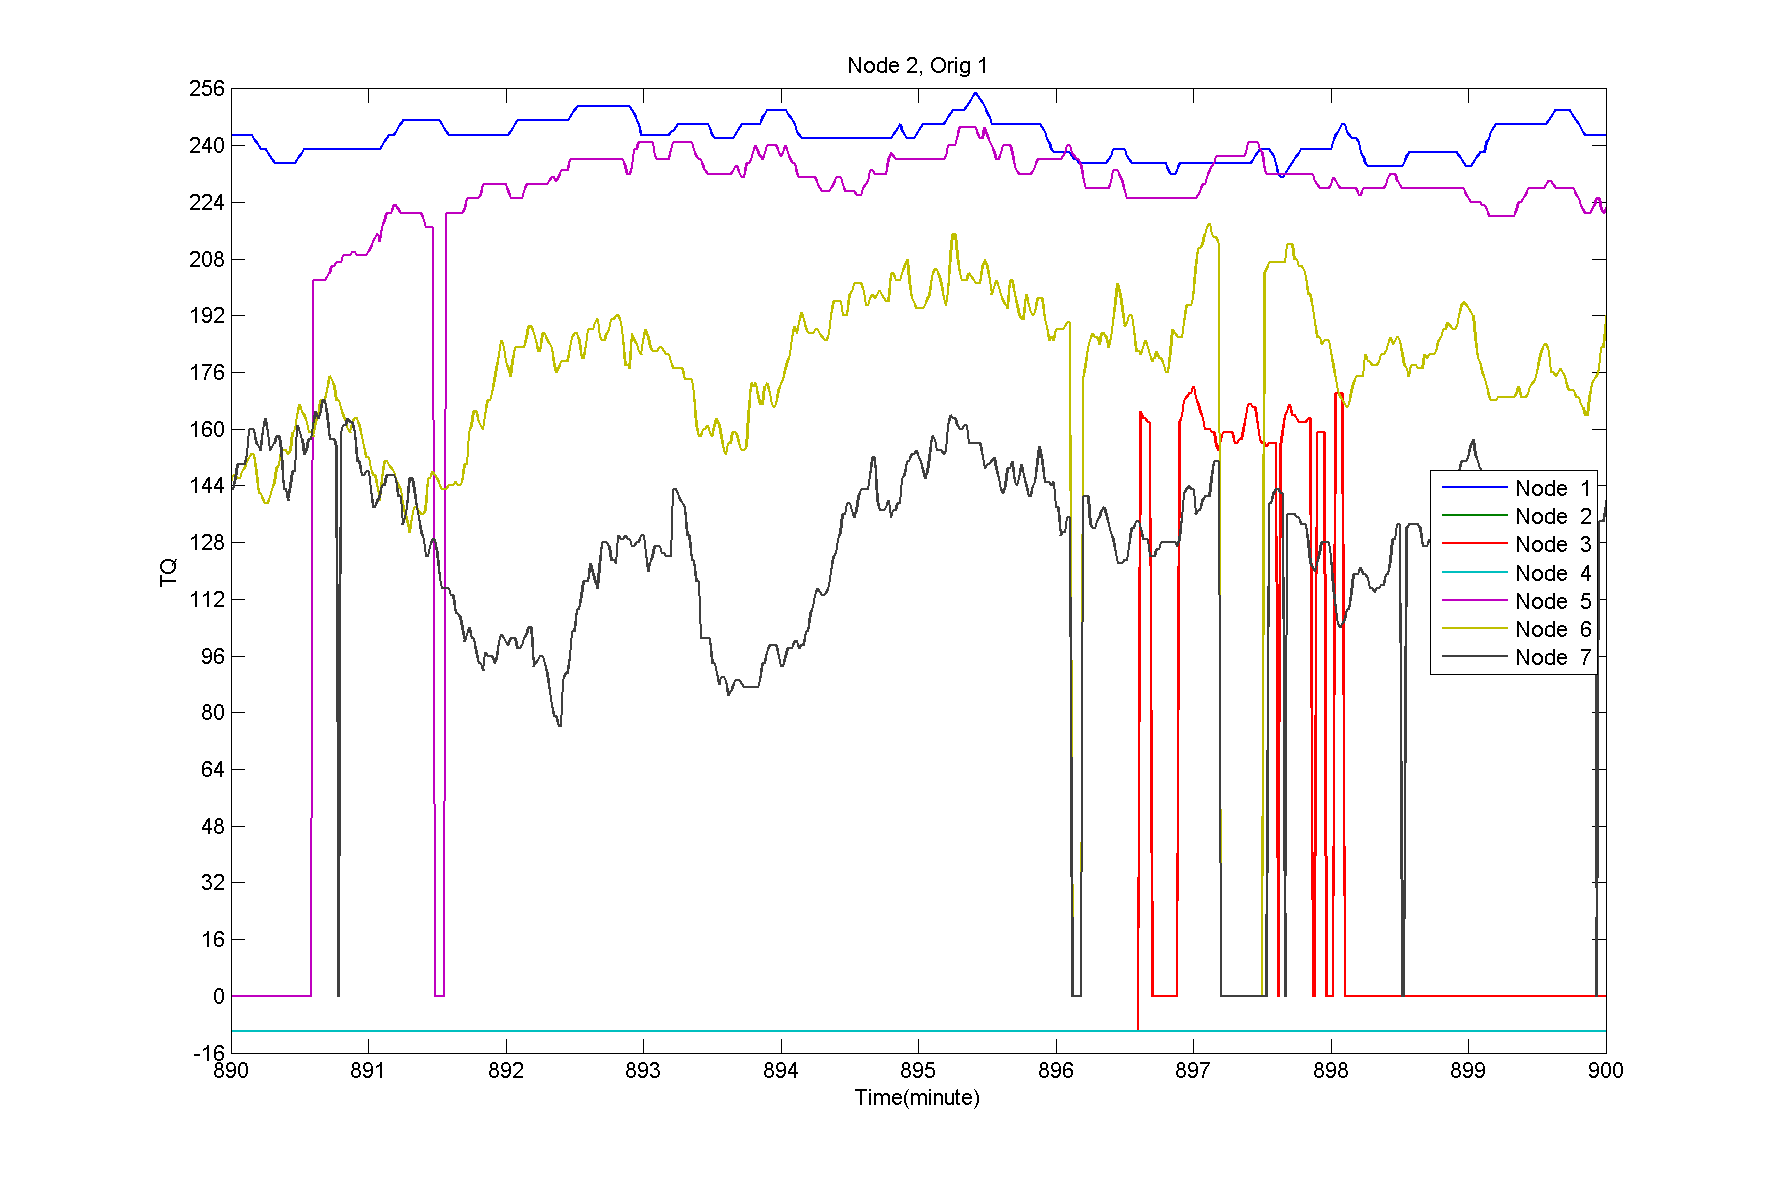 Node 2, Orig 1
256
240
224
208
192
176
160
144
128
112
96
80
64
48
32
16
0
-16
TQ
Node 1
Node 2
Node 3
Node 4
Node 5
Node 6
Node 7
890 891 892 893 894 895 896 897 898 899 900
Time(minute)